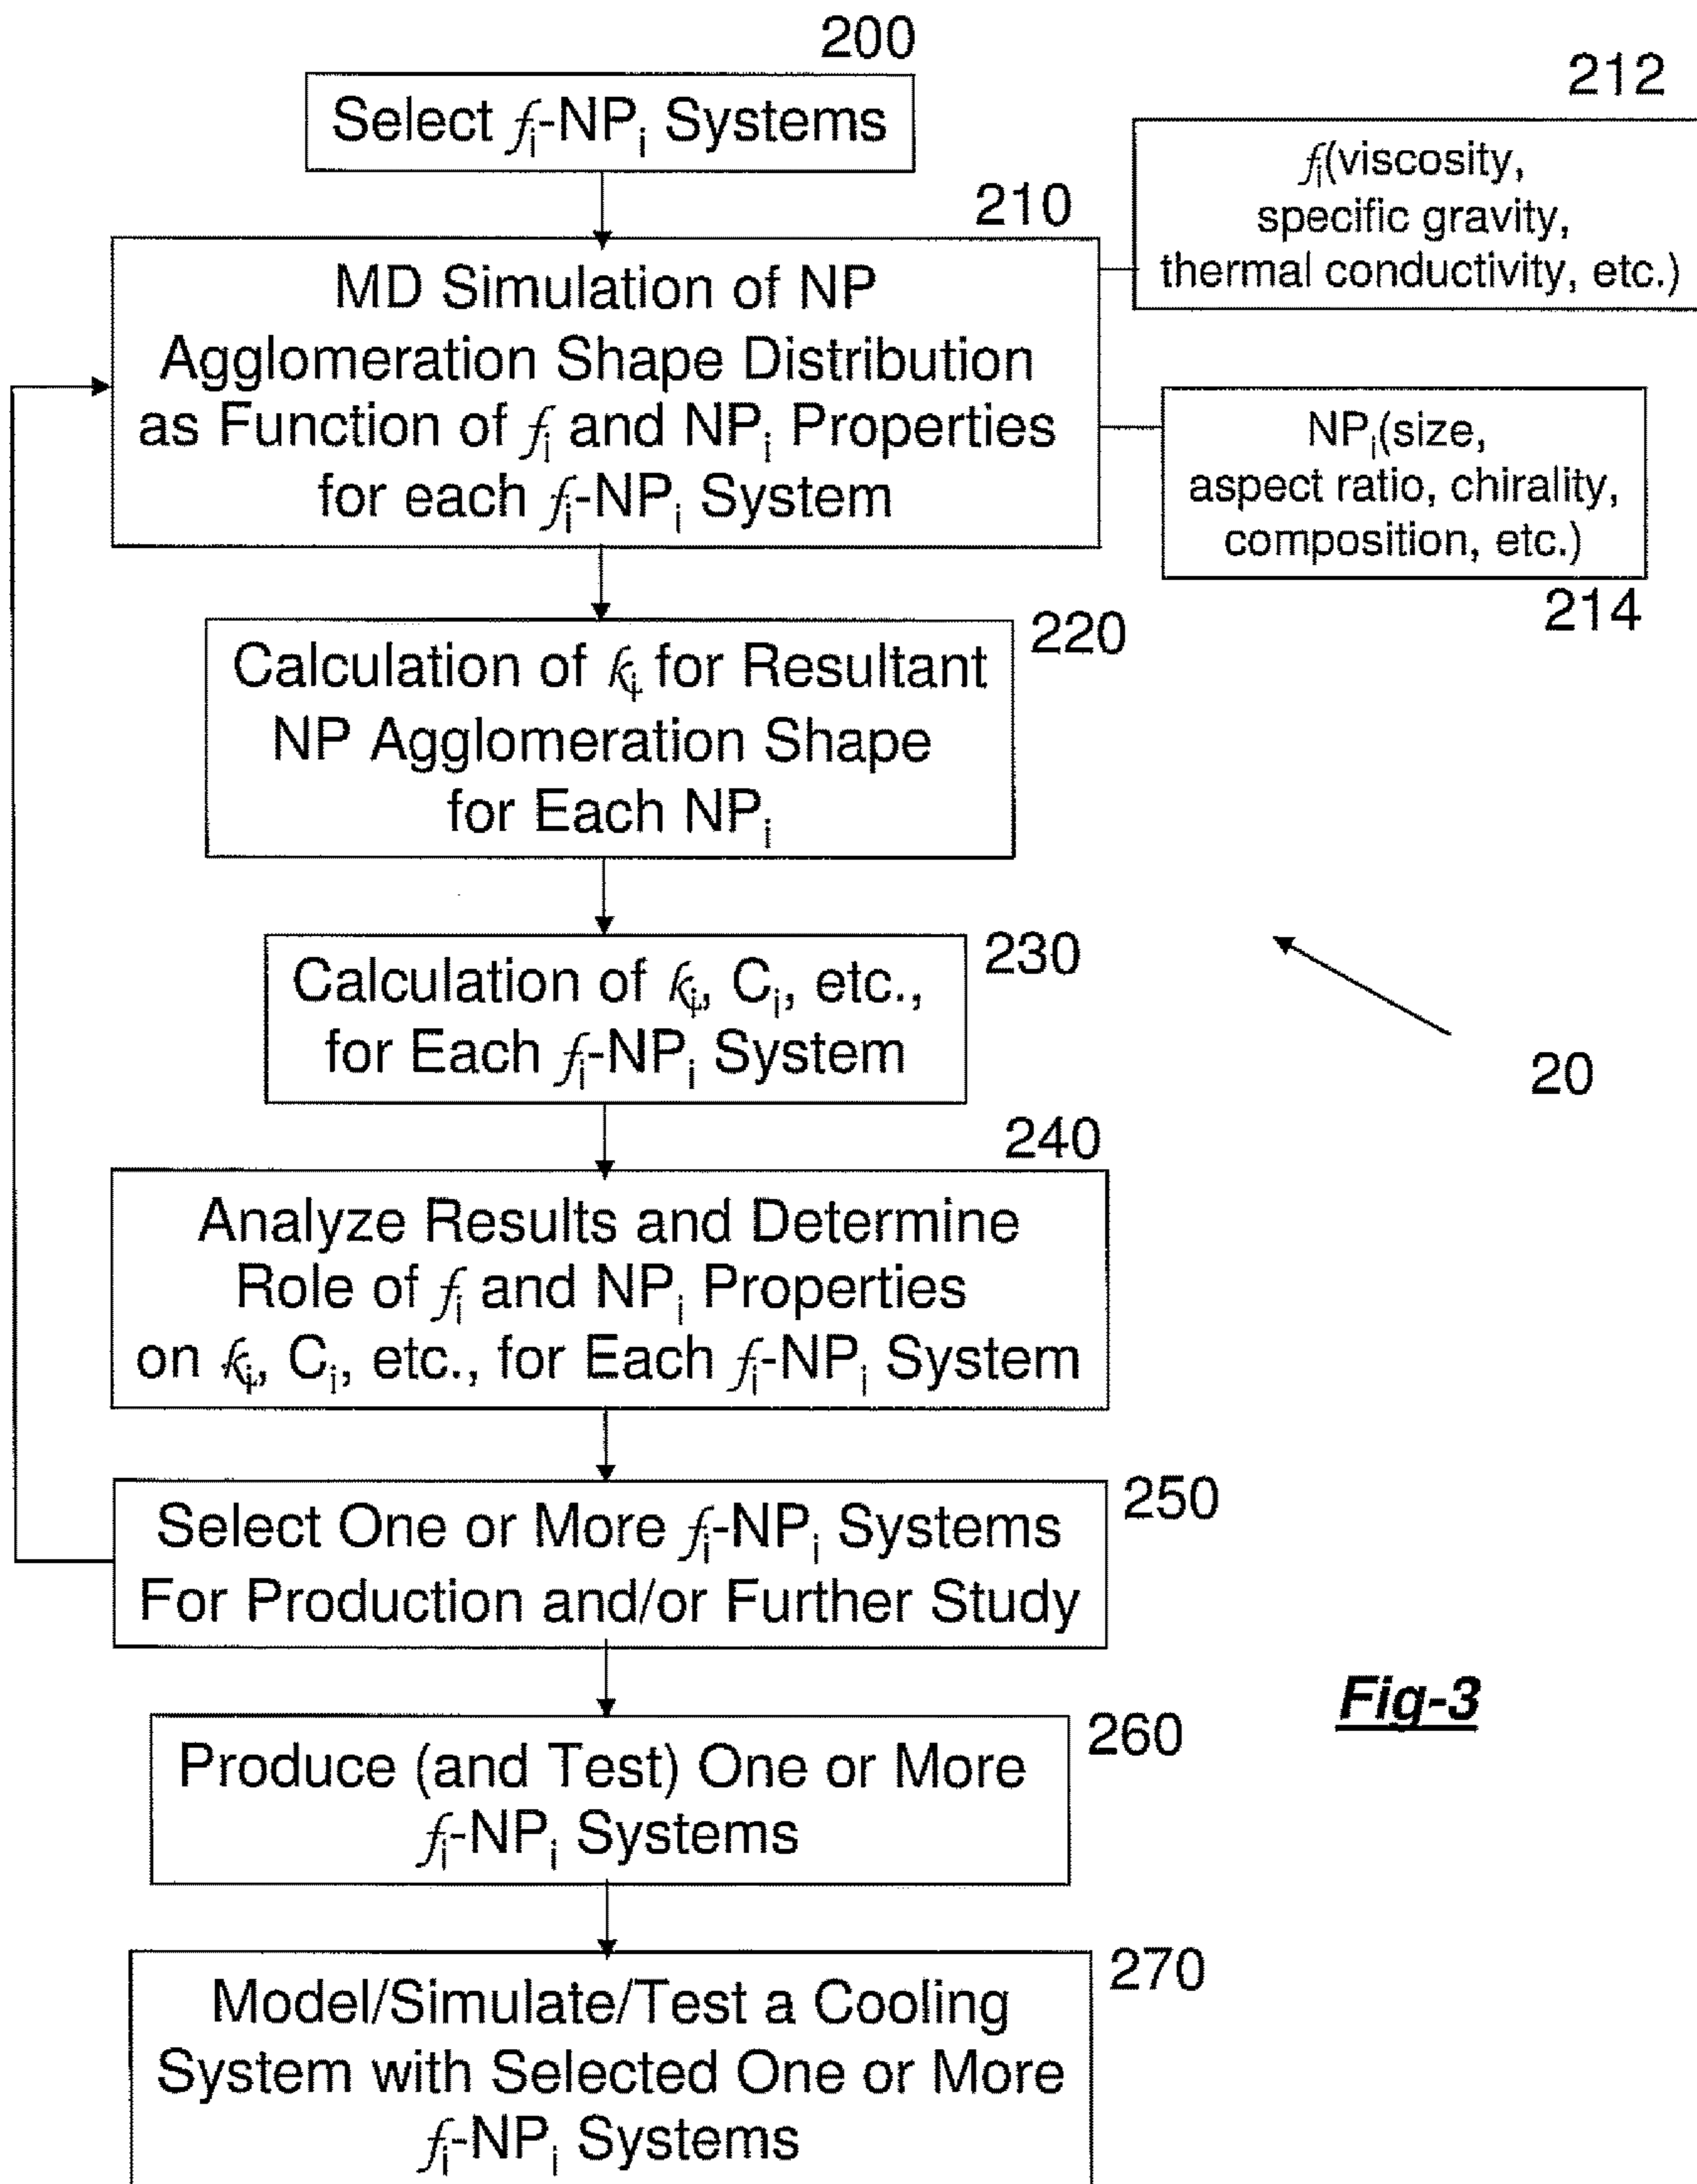 200
Select fi-NPi Systems
212
fi(viscosity,
specific gravity,
thermal conductivity, etc.)
210
MD Simulation of NP
Agglomeration Shape Distribution
as Function of fi and NPi Properties
for each fi-NPi System
NPi(size,
aspect ratio, chirality,
composition, etc.)
214
220
Calculation of ki for Resultant
NP Agglomeration Shape
for Each NPi
230
Calculation of ki, Ci, etc.,
for Each fi-NPi System
20
240
Analyze Results and Determine
Role of fi and NPi Properties
on ki, Ci, etc., for Each fi-NPi System
250
Select One or More fi-NPi Systems
For Production and/or Further Study
Fig-3
260
Produce (and Test) One or More
fi-NPi Systems
270
Model/Simulate/Test a Cooling
System with Selected One or More
fi-NPi Systems